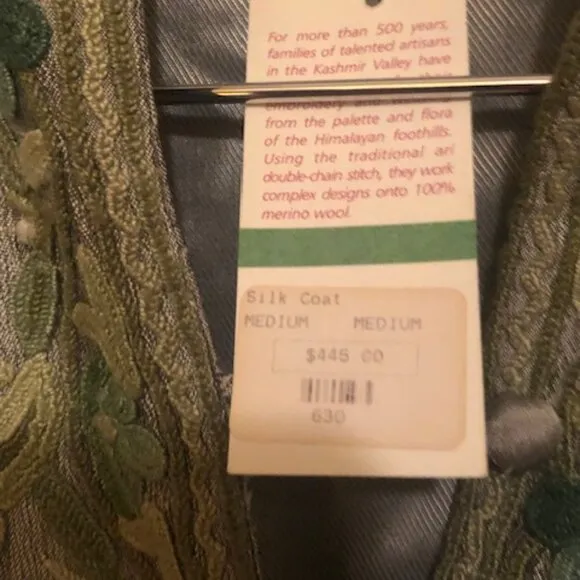 For more than 500 years,
families of talented artisans
in the Kashmir Valley have
embroidery and
from the palette and flora
of the Himalayan foothills.
Using the traditional ari
double-chain stitch, they work
complex designs onto 100%
merino wool.
Silk Coat
MEDIUM MEDIUM
$445 00
630